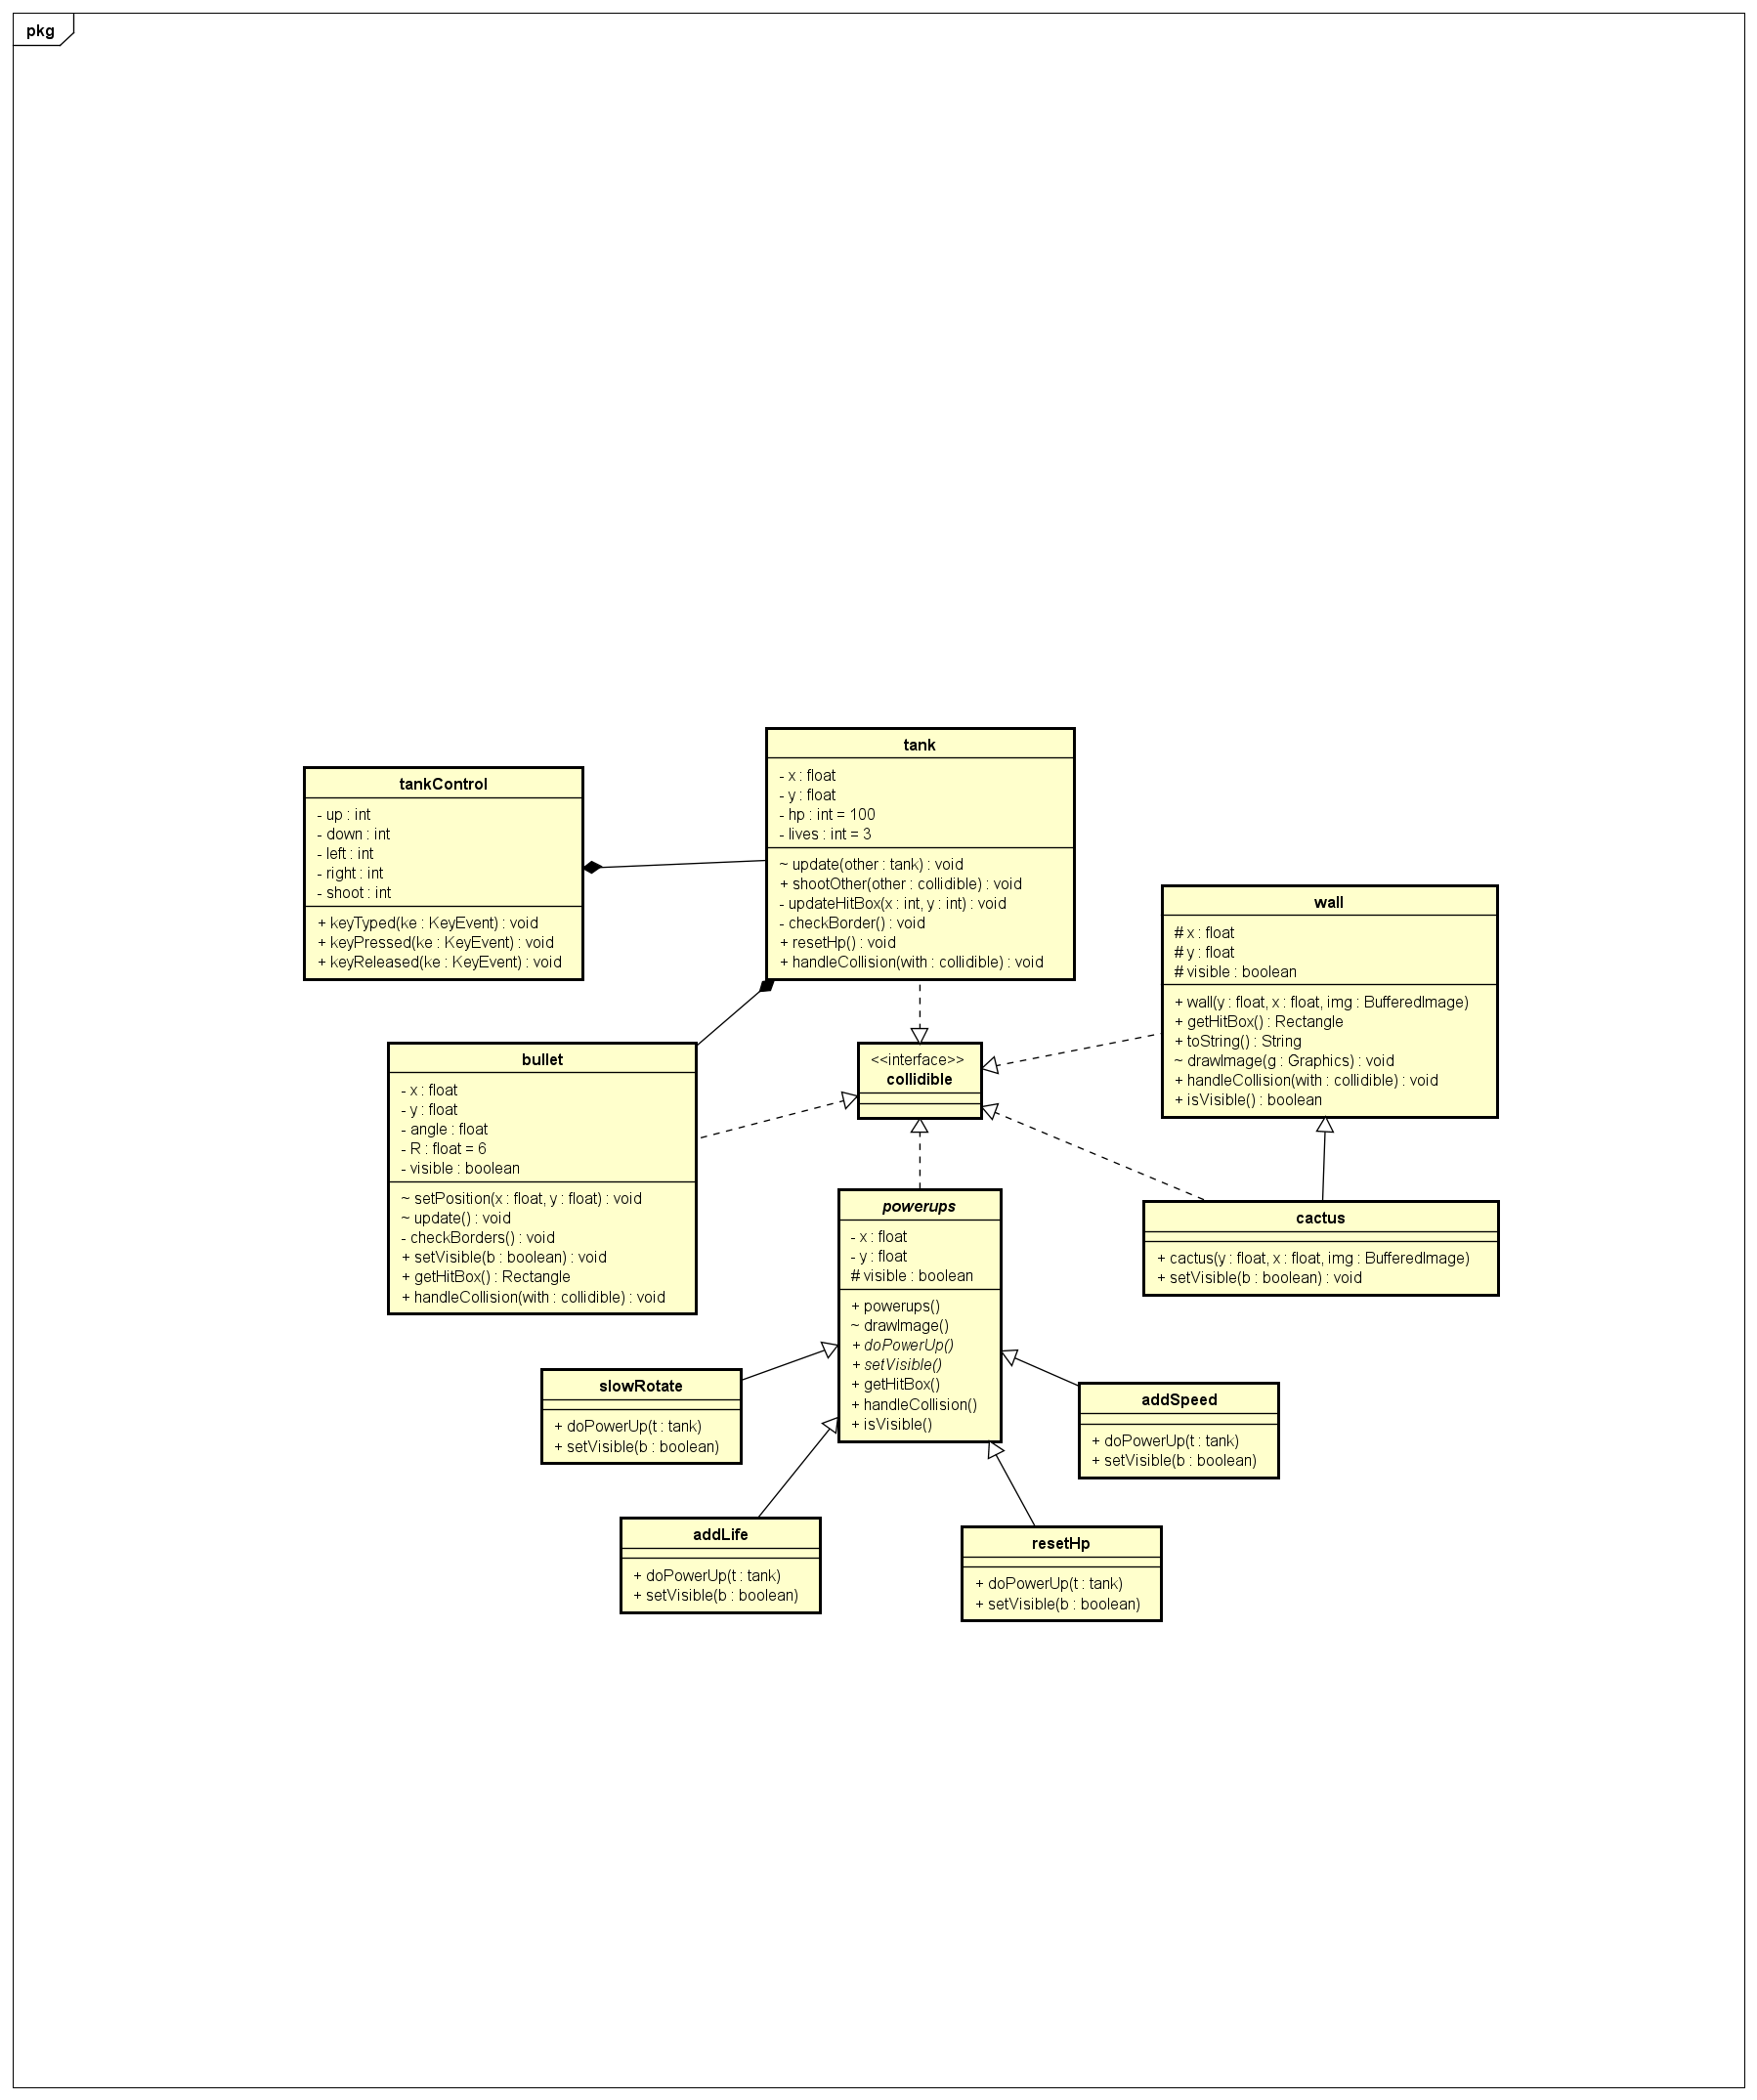 pkg
tank
- x : float
- y : float
- hp : int = 100
- lives : int = 3
~ update(other : tank) : void
+ shootOther(other : collidible) : void
- updateHitBox(x : int, y : int) : void
- checkBorder() : void
+ resetHp() : void
+ handleCollision(with : collidible) : void
tankControl
- up : int
- down : int
- left : int
- right : int
- shoot : int
+ keyTyped(ke : KeyEvent) : void
+ keyPressed(ke : KeyEvent) : void
+ keyReleased(ke : KeyEvent) : void
wall
# x : float
# y : float
# visible : boolean
+ wall(y : float, x : float, img : BufferedImage)
+ getHitBox() : Rectangle
+ toString() : String
~ drawImage(g : Graphics) : void
+ handleCollision(with : collidible) : void
+ isVisible() : boolean
bullet
- x : float
- y : float
- angle : float
- R : float = 6
- visible : boolean
~ setPosition(x : float, y : float) : void
~ update() : void
- checkBorders() : void
+ setVisible(b : boolean) : void
+ getHitBox() : Rectangle
+ handleCollision(with : collidible) : void
<<interface>>
collidible
powerups
- x : float
- y : float
# visible : boolean
+ powerups()
~ drawImage()
+ doPowerUp()
+ setVisible()
+ getHitBox()
+ handleCollision()
+ isVisible()
cactus
+ cactus(y : float, x : float, img : BufferedImage)
+ setVisible(b : boolean) : void
slowRotate
+ doPowerUp(t : tank)
+ setVisible(b : boolean)
addSpeed
+ doPowerUp(t : tank)
+ setVisible(b : boolean)
addLife
+ doPowerUp(t : tank)
+ setVisible(b : boolean)
resetHp
+ doPowerUp(t : tank)
+ setVisible(b : boolean)